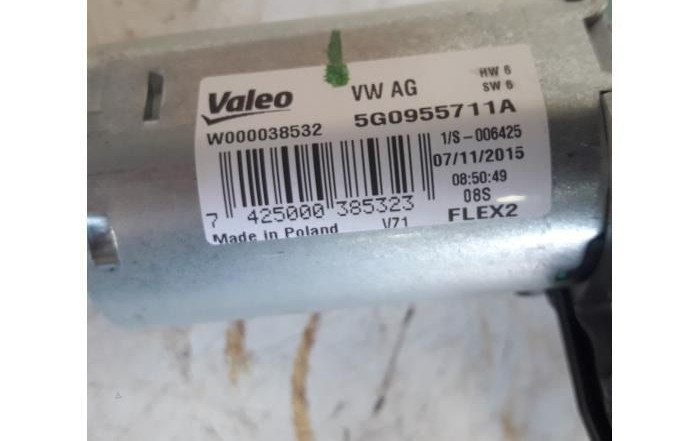 Valeo VW AG HW 6
SW 6
W000038532 5G0955711A
1/S-006425
07/11/2015
08:50:49
08S
7 425000 385323
Made in Poland V71 FLEX2